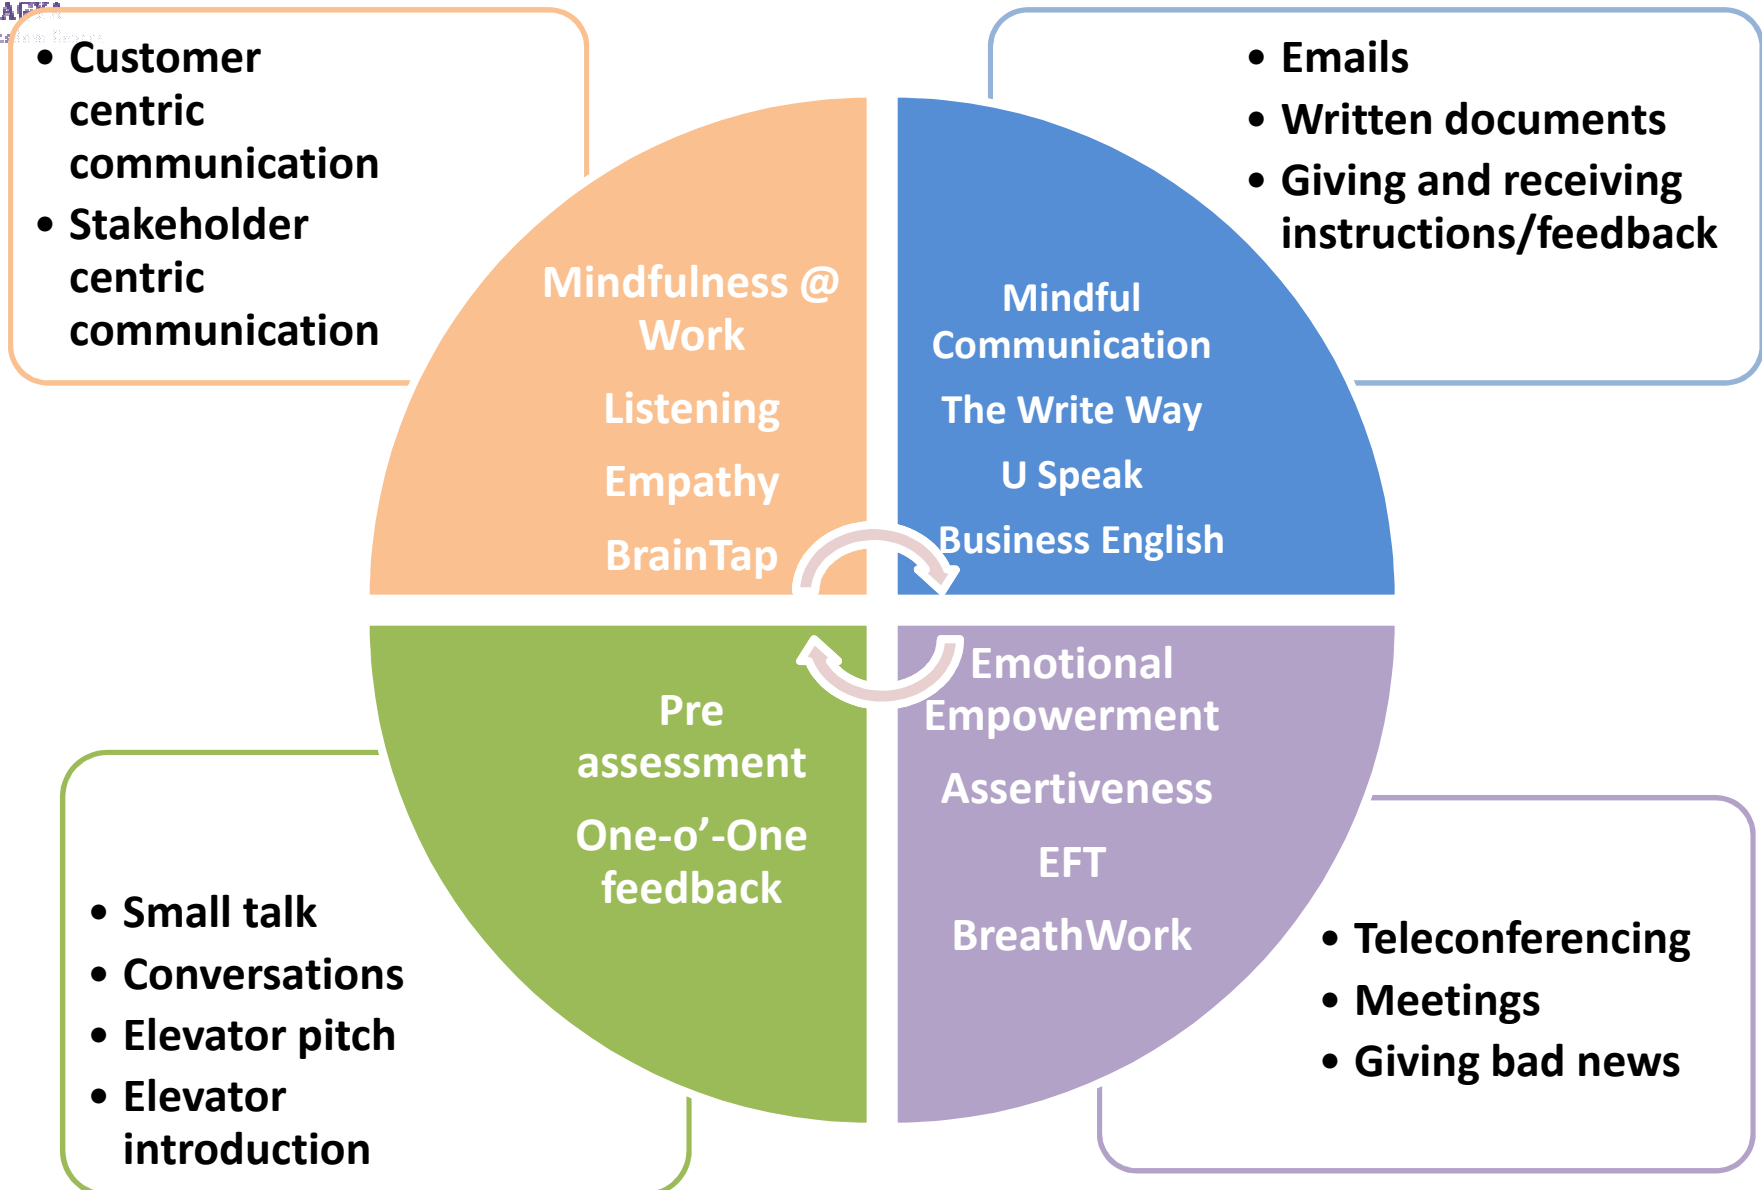 • Customer
centric
communication
• Stakeholder
centric
communication
• Emails
• Written documents
• Giving and receiving
instructions/feedback
Mindfulness @
Work
Listening
Empathy
BrainTap
Mindful
Communication
The Write Way
U Speak
Business English
Pre
assessment
One-o’-One
feedback
Emotional
Empowerment
Assertiveness
EFT
BreathWork
• Small talk
• Conversations
• Elevator pitch
• Elevator
introduction
• Teleconferencing
• Meetings
• Giving bad news